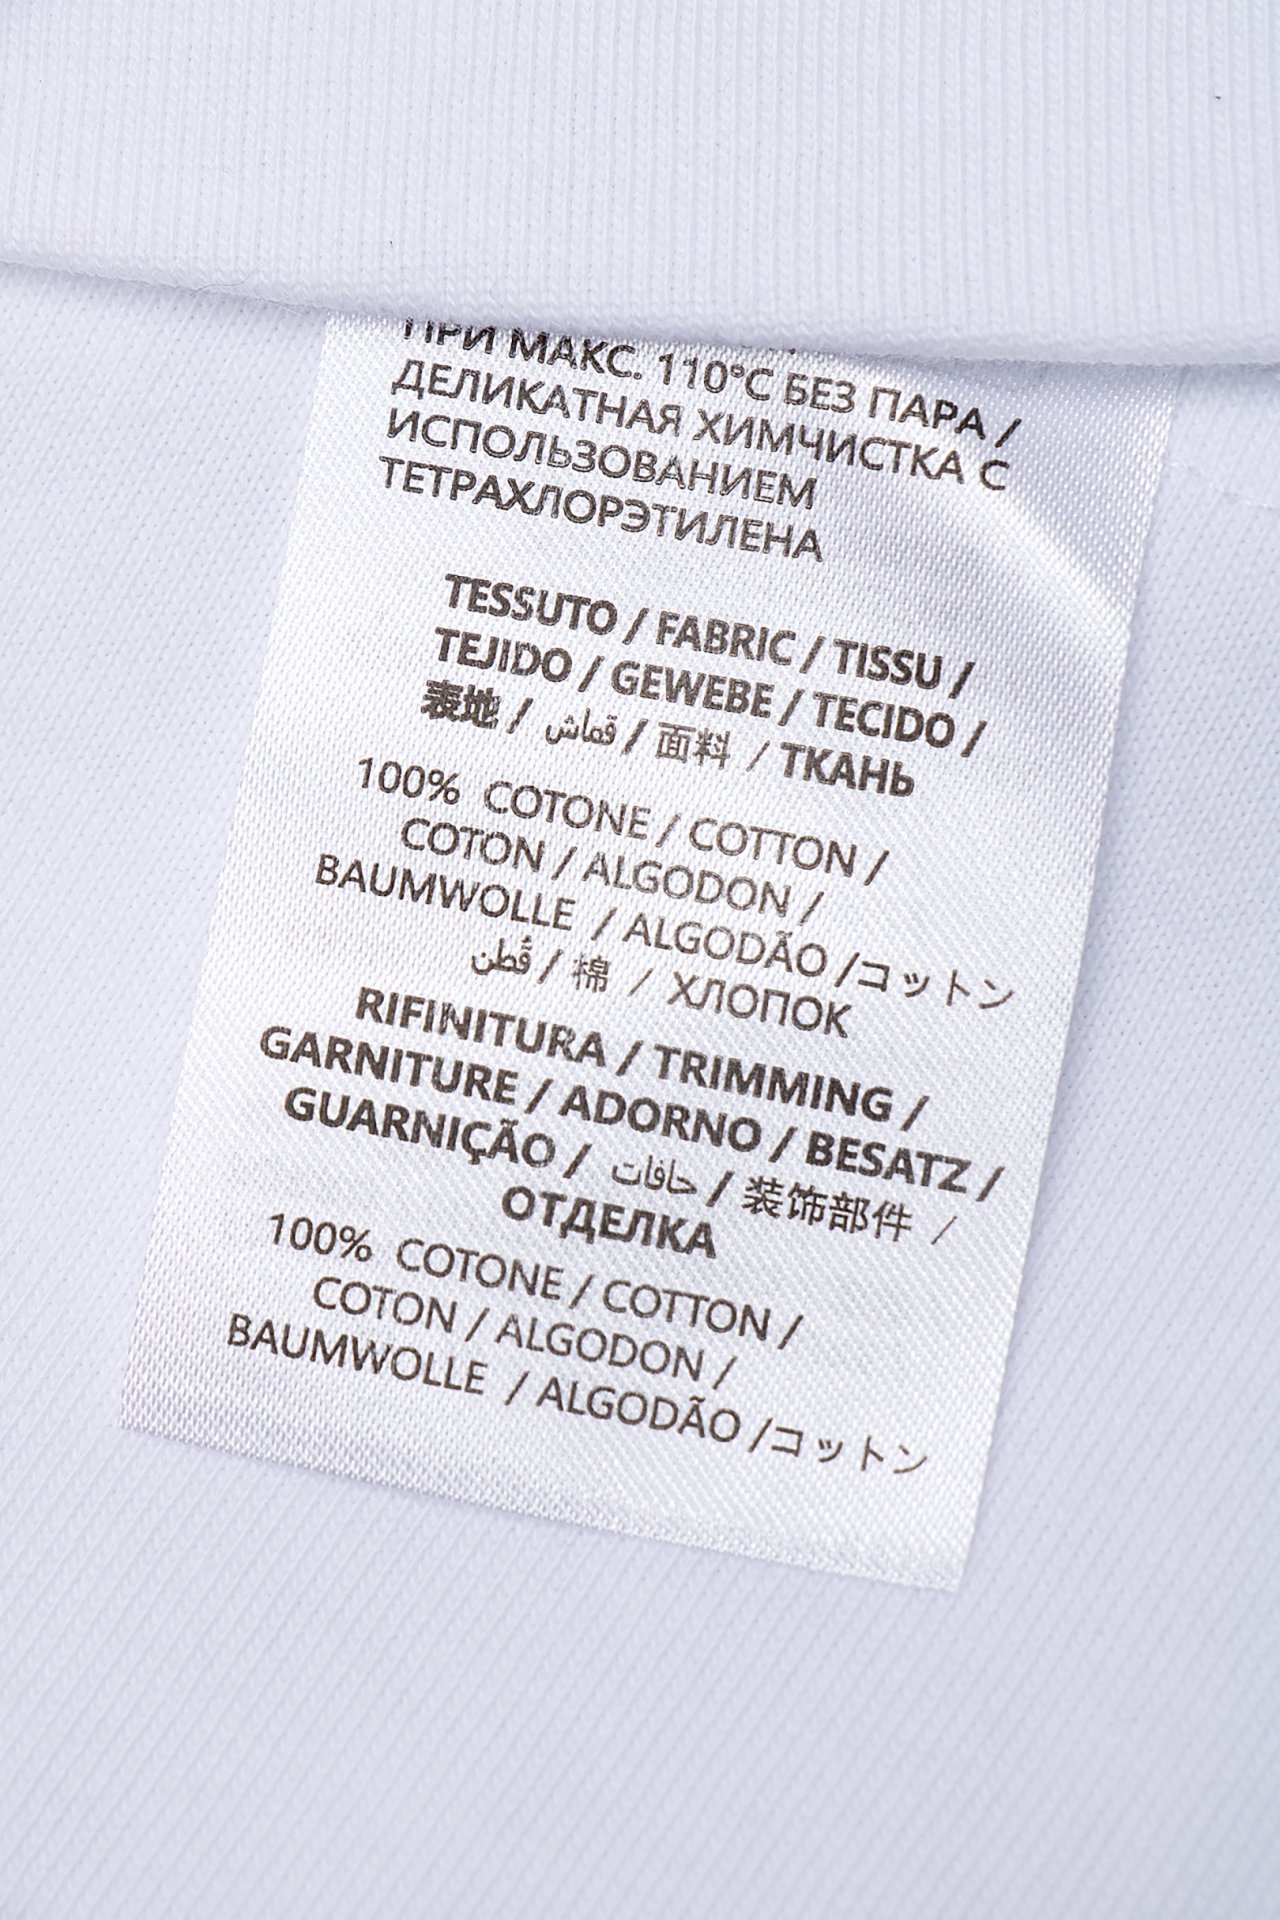 ПРИ МАКС. 110°C БЕЗ ПАРА /
ДЕЛИКАТНАЯ ХИМЧИСТКА С
ИСПОЛЬЗОВАНИЕМ
ТЕТРАХЛОРЭТИЛЕНА
TESSUTO / FABRIC / TISSU /
TEJIDO / GEWEBE / TECIDO /
表地 / قماش / 面料 / ТКАНЬ
100% COTONE / COTTON /
COTON / ALGODON /
BAUMWOLLE / ALGODÃO /コットン
قُطن / 棉 / ХЛОПОК
RIFINITURA / TRIMMING /
GARNITURE / ADORNO / BESATZ /
GUARNIÇÃO / حافات / 装饰部件 /
ОТДЕЛКА
100% COTONE / COTTON /
COTON / ALGODON /
BAUMWOLLE / ALGODÃO /コットン